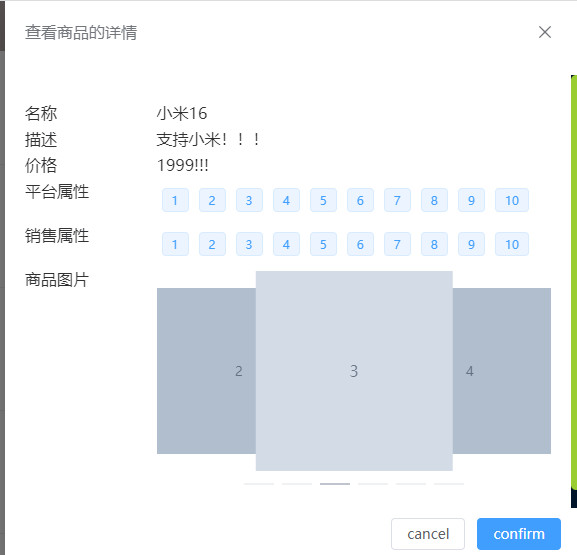 查看商品的详情
名称 小米16
描述 支持小米！！！
价格 1999!!!
平台属性 1 2 3 4 5 6 7 8 9 10
销售属性 1 2 3 4 5 6 7 8 9 10
商品图片
2 3 4
cancel confirm